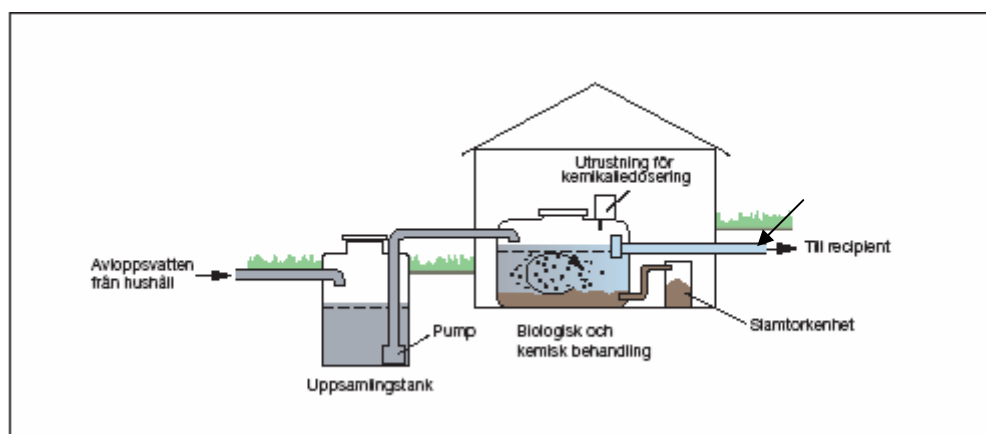 Utrustning för
kemikaliedosering
Till recipient
Avloppsvatten
från hushåll
Slamtorkenhet
Pump
Biologisk och
kemisk behandling
Uppsamlingstank